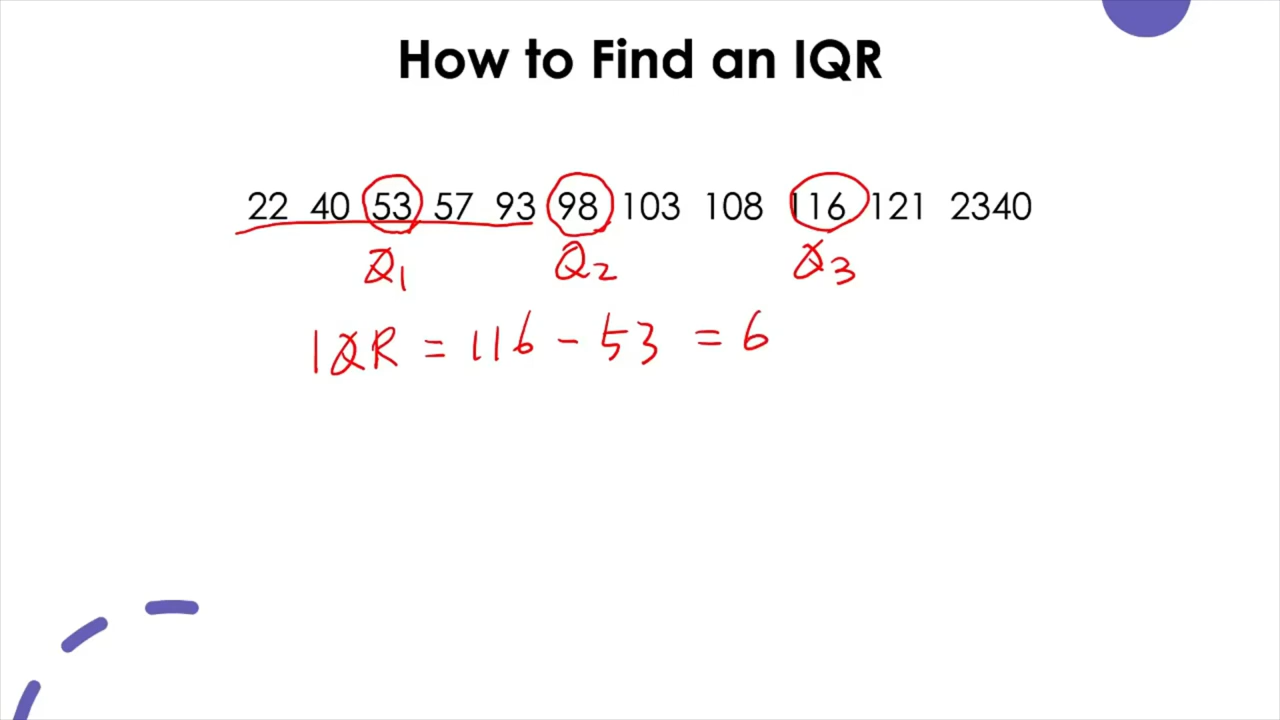 How to Find an IQR
22 40 53 57 93 98 103 108 116 121 2340
Q1 Q2 Q3
IQR = 116 - 53 = 6